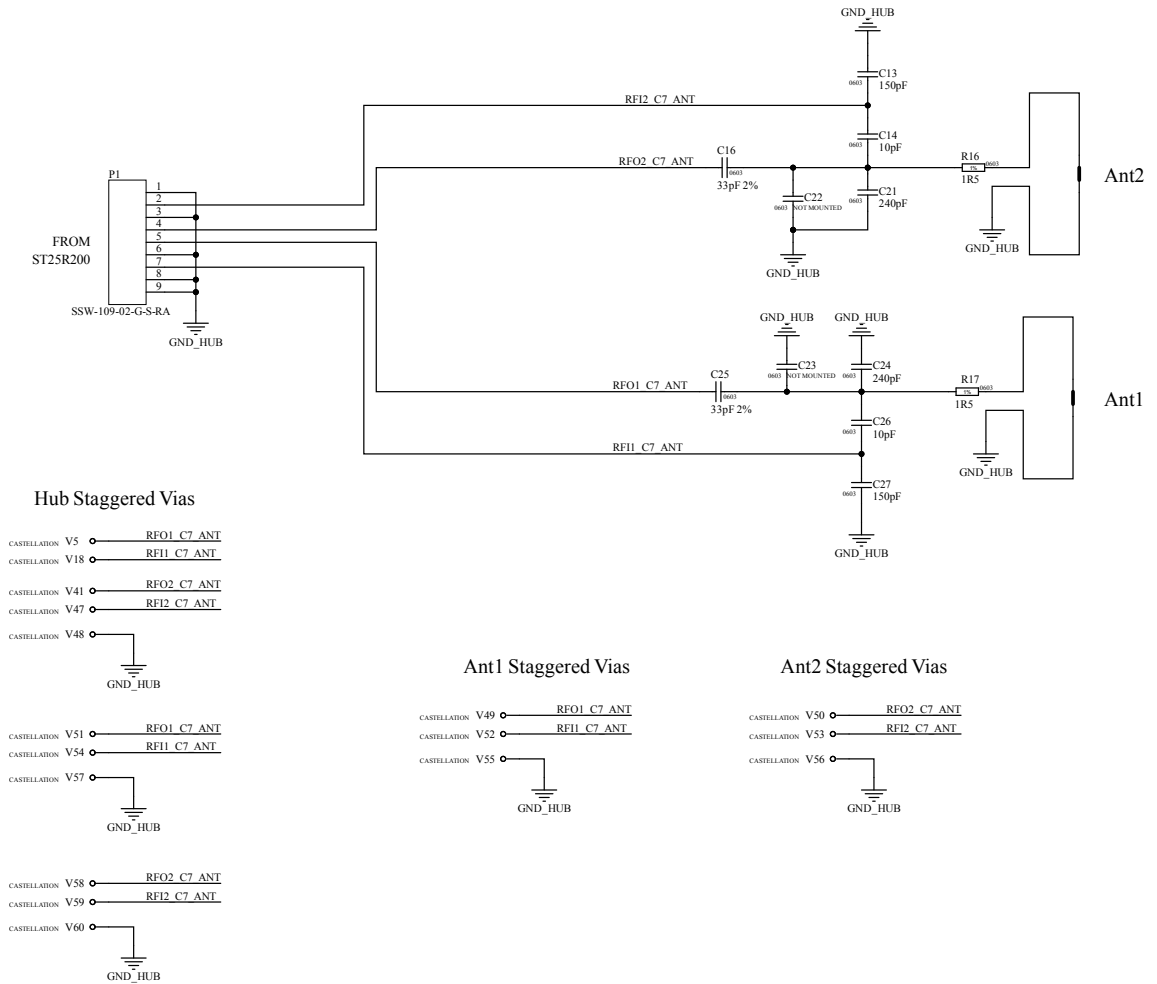 GND_HUB
C13
0603
150pF
RFI2_C7_ANT
C14
0603
10pF
C16
RFO2_C7_ANT
0603
33pF 2%
R16
0603
1%
1R5
Ant2
C22
0603 NOT MOUNTED
C21
0603
240pF
GND_HUB
GND_HUB
P1
1
2
3
4
5
6
7
8
9
FROM
ST25R200
SSW-109-02-G-S-RA
GND_HUB
GND_HUB
GND_HUB
C23
0603 NOT MOUNTED
C24
0603
240pF
C25
RFO1_C7_ANT
0603
33pF 2%
R17
0603
1%
1R5
Ant1
C26
0603
10pF
RFI1_C7_ANT
GND_HUB
C27
0603
150pF
GND_HUB
Hub Staggered Vias
CASTELLATION V5 RFO1_C7_ANT
CASTELLATION V18 RFI1_C7_ANT
CASTELLATION V41 RFO2_C7_ANT
CASTELLATION V47 RFI2_C7_ANT
CASTELLATION V48
GND_HUB
CASTELLATION V51 RFO1_C7_ANT
CASTELLATION V54 RFI1_C7_ANT
CASTELLATION V57
GND_HUB
CASTELLATION V58 RFO2_C7_ANT
CASTELLATION V59 RFI2_C7_ANT
CASTELLATION V60
GND_HUB
Ant1 Staggered Vias
CASTELLATION V49 RFO1_C7_ANT
CASTELLATION V52 RFI1_C7_ANT
CASTELLATION V55
GND_HUB
Ant2 Staggered Vias
CASTELLATION V50 RFO2_C7_ANT
CASTELLATION V53 RFI2_C7_ANT
CASTELLATION V56
GND_HUB